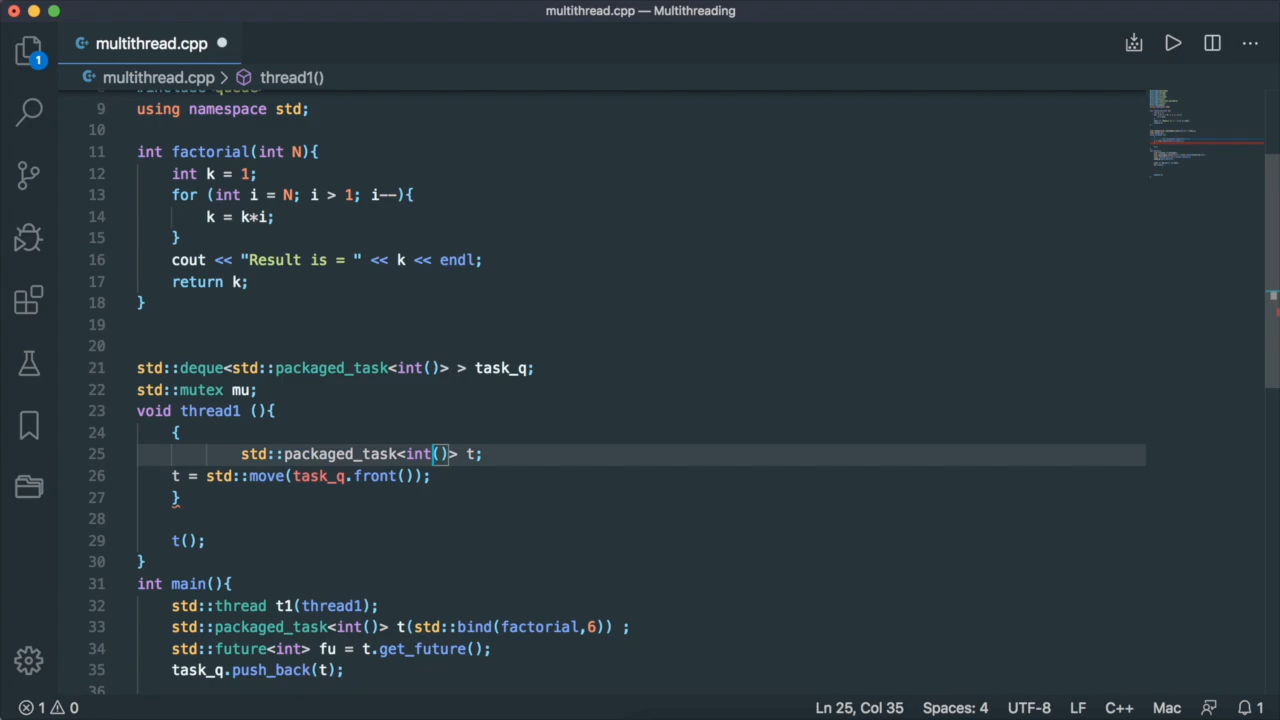 multithread.cpp — Multithreading
multithread.cpp
multithread.cpp > thread1()
1
9 using namespace std;
10
11 int factorial(int N){
12 int k = 1;
13 for (int i = N; i > 1; i--){
14 k = k*i;
15 }
16 cout << "Result is = " << k << endl;
17 return k;
18 }
19
20
21 std::deque<std::packaged_task<int()> > task_q;
22 std::mutex mu;
23 void thread1 (){
24 {
25 std::packaged_task<int()> t;
26 t = std::move(task_q.front());
27 }
28
29 t();
30 }
31 int main(){
32 std::thread t1(thread1);
33 std::packaged_task<int()> t(std::bind(factorial,6)) ;
34 std::future<int> fu = t.get_future();
35 task_q.push_back(t);
36
1 0 Ln 25, Col 35 Spaces: 4 UTF-8 LF C++ Mac 1